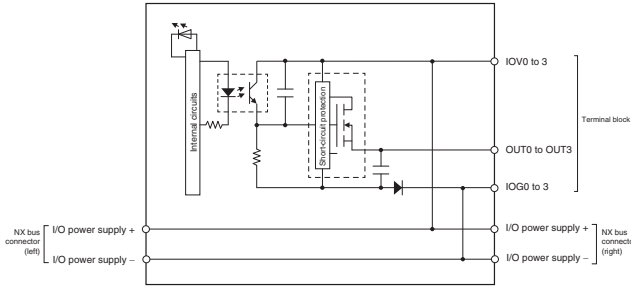 IOV0 to 3
Internal circuits
Short-circuit protection
Terminal block
OUT0 to OUT3
IOG0 to 3
NX bus
connector
(left)
I/O power supply +
I/O power supply –
I/O power supply +
I/O power supply –
NX bus
connecto
(right)